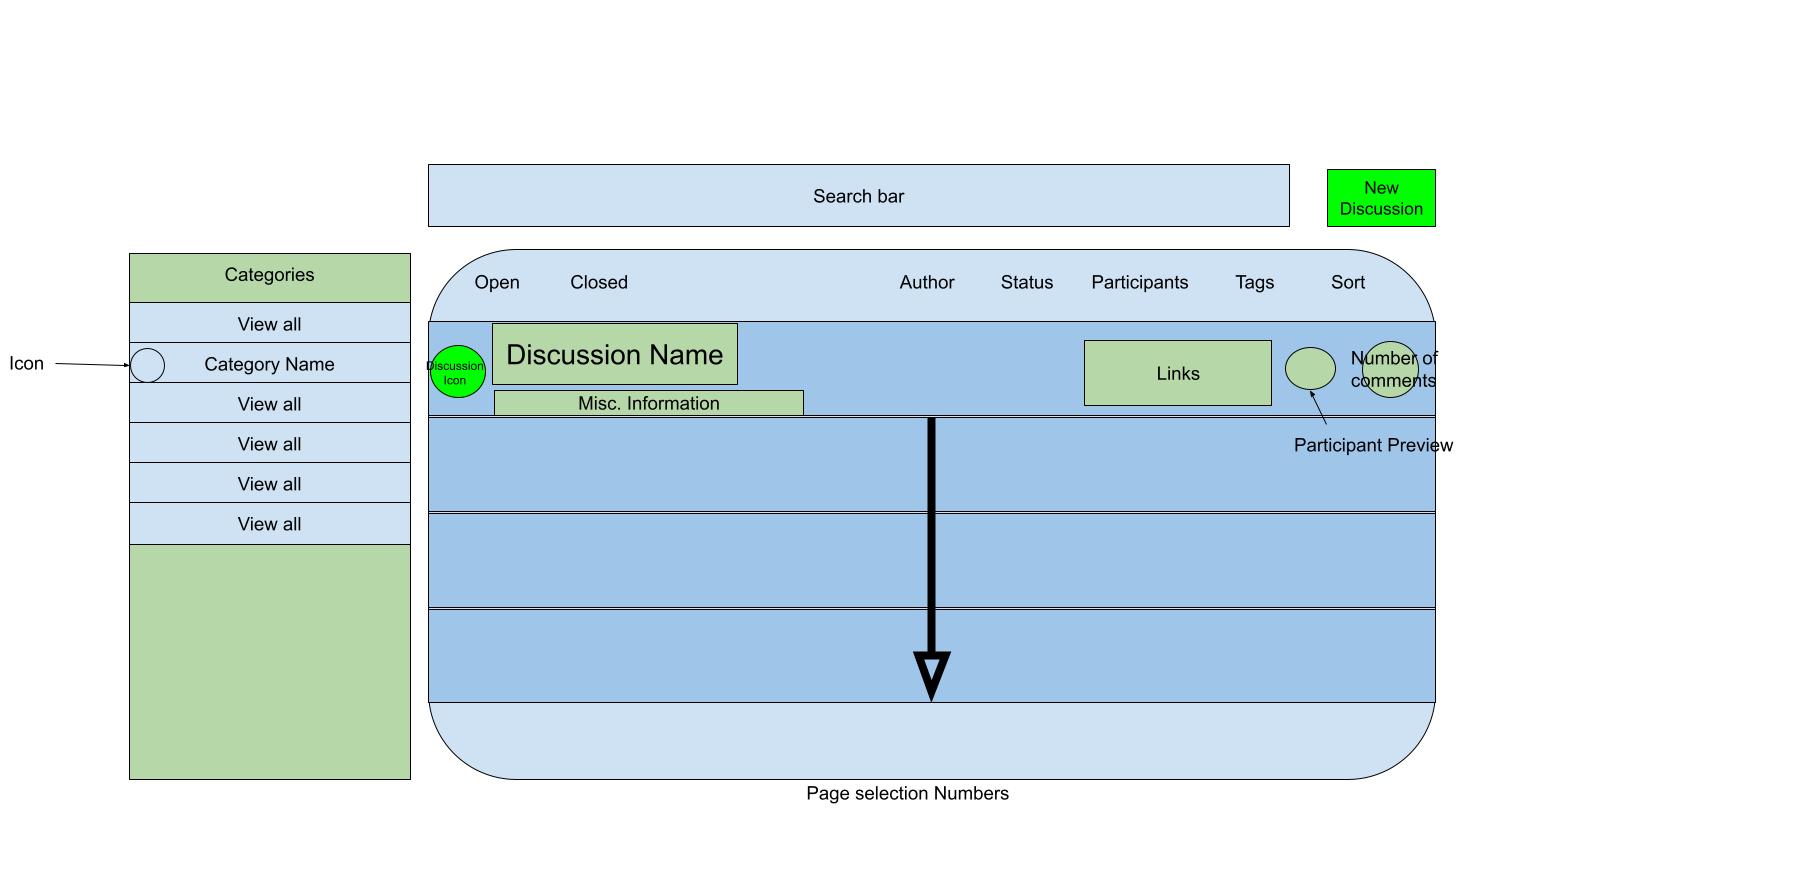 Search bar
New
Discussion
Categories
Open
Closed
Author
Status
Participants
Tags
Sort
View all
Icon
Category Name
Discussion
Icon
Discussion Name
Misc. Information
Links
Number of
comments
Participant Preview
View all
View all
View all
View all
Page selection Numbers